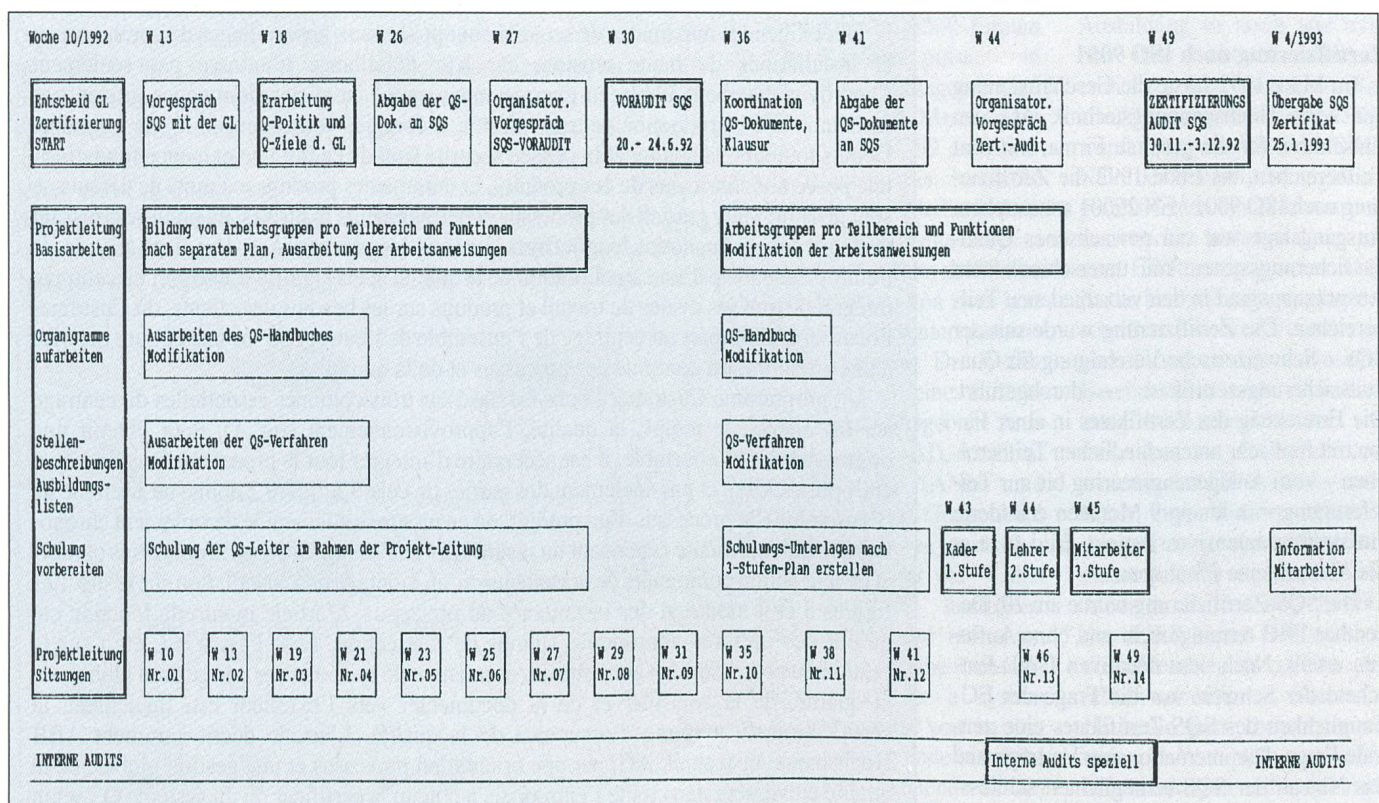 Woche 10/1992 W 13 W 18 W 26 W 27 W 30 W 36 W 41 W 44 W 49 W 4/1993
Entscheid GL
Zertifizierung
START
Vorgespräch
SQS mit der GL
Erarbeitung
Q-Politik und
Q-Ziele d. GL
Abgabe der QS-
Dok. an SQS
Organisator.
Vorgespräch
SQS-VORAUDIT
VORAUDIT SQS
20.- 24.6.92
Koordination
QS-Dokumente,
Klausur
Abgabe der
QS-Dokumente
an SQS
Organisator.
Vorgespräch
Zert.-Audit
ZERTIFIZIERUNGS
AUDIT SQS
30.11.-3.12.92
Übergabe SQS
Zertifikat
25.1.1993
Projektleitung
Basisarbeiten
Bildung von Arbeitsgruppen pro Teilbereich und Funktionen
nach separatem Plan, Ausarbeitung der Arbeitsanweisungen
Arbeitsgruppen pro Teilbereich und Funktionen
Modifikation der Arbeitsanweisungen
Organigramme
aufarbeiten
Ausarbeiten des QS-Handbuches
Modifikation
QS-Handbuch
Modifikation
Stellen-
beschreibungen
Ausbildungs-
listen
Ausarbeiten der QS-Verfahren
Modifikation
QS-Verfahren
Modifikation
W 43 W 44 W 45
Schulung
vorbereiten
Schulung der QS-Leiter im Rahmen der Projekt-Leitung
Schulungs-Unterlagen nach
3-Stufen-Plan erstellen
Kader
1.Stufe
Lehrer
2.Stufe
Mitarbeiter
3.Stufe
Information
Mitarbeiter
Projektleitung
Sitzungen
W 11
Nr.01
W 13
Nr.02
W 19
Nr.03
W 21
Nr.04
W 23
Nr.05
W 25
Nr.06
W 27
Nr.07
W 29
Nr.08
W 31
Nr.09
W 35
Nr.10
W 38
Nr.11
W 41
Nr.12
W 46
Nr.13
W 49
Nr.14
INTERNE AUDITS
Interne Audits speziell
INTERNE AUDITS